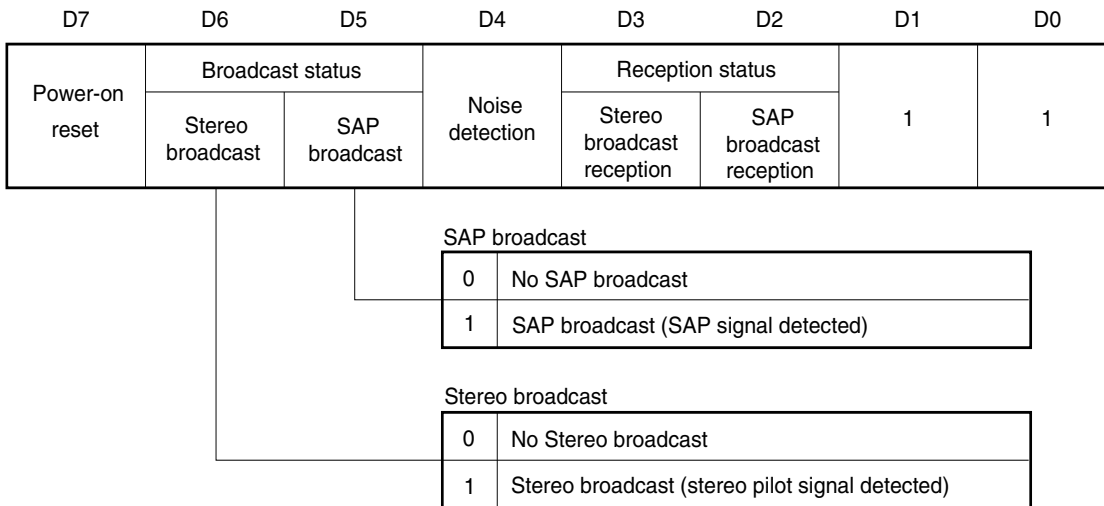 D7 D6 D5 D4 D3 D2 D1 D0
Power-on
reset
Broadcast status
Stereo
broadcast
SAP
broadcast
Noise
detection
Reception status
Stereo
broadcast
reception
SAP
broadcast
reception
1
1
SAP broadcast
0 No SAP broadcast
1 SAP broadcast (SAP signal detected)
Stereo broadcast
0 No Stereo broadcast
1 Stereo broadcast (stereo pilot signal detected)